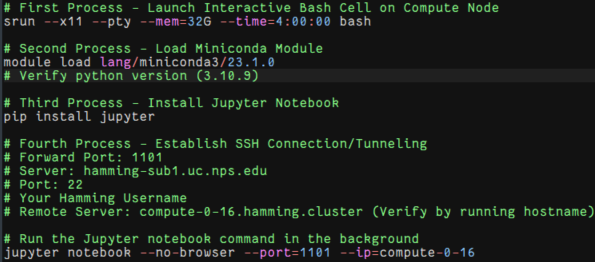 # First Process - Launch Interactive Bash Cell on Compute Node
srun --x11 --pty --mem=32G --time=4:00:00 bash
# Second Process - Load Miniconda Module
module load lang/miniconda3/23.1.0
# Verify python version (3.10.9)
# Third Process - Install Jupyter Notebook
pip install jupyter
# Fourth Process - Establish SSH Connection/Tunneling
# Forward Port: 1101
# Server: hamming-sub1.uc.nps.edu
# Port: 22
# Your Hamming Username
# Remote Server: compute-0-16.hamming.cluster (Verify by running hostname)
# Run the Jupyter notebook command in the background
jupyter notebook --no-browser --port=1101 --ip=compute-0-16